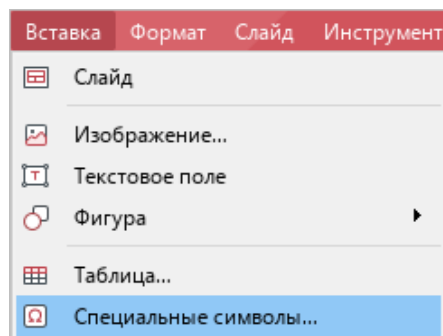 Вставка Формат Слайд Инструмент
Слайд
Изображение...
Текстовое поле
Фигура
Таблица...
Специальные символы...